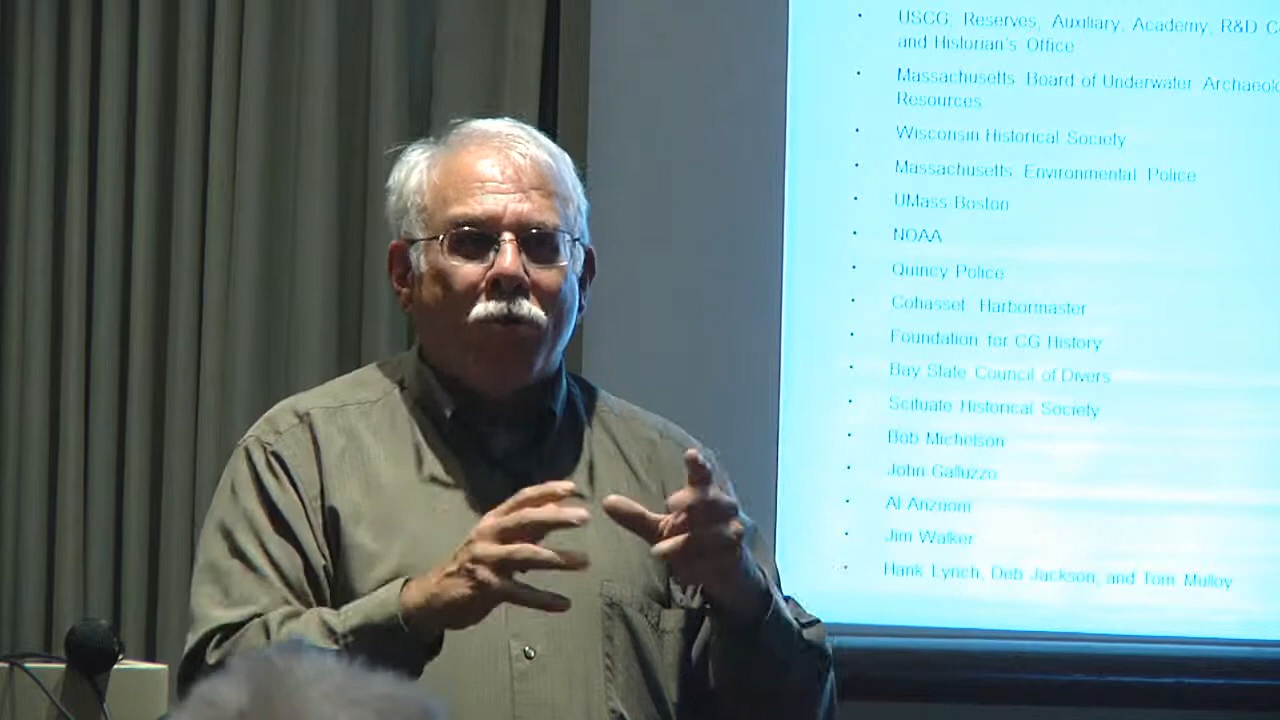 USCG: Reserves, Auxiliary, Academy, R&D
and Historian's Office
Massachusetts Board of Underwater
Resources
Wisconsin Historical Society
Massachusetts Environmental Police
UMass-Boston
NOAA
Quincy Police
Cohasset Harbormaster
Foundation for CG History
Bay State Council of Divers
Scituate Historical Society
Bob Michelson
John Galluzzo
Al
Jim Walker
Hank Lynch, Deb Jackson, and Tom Mulloy